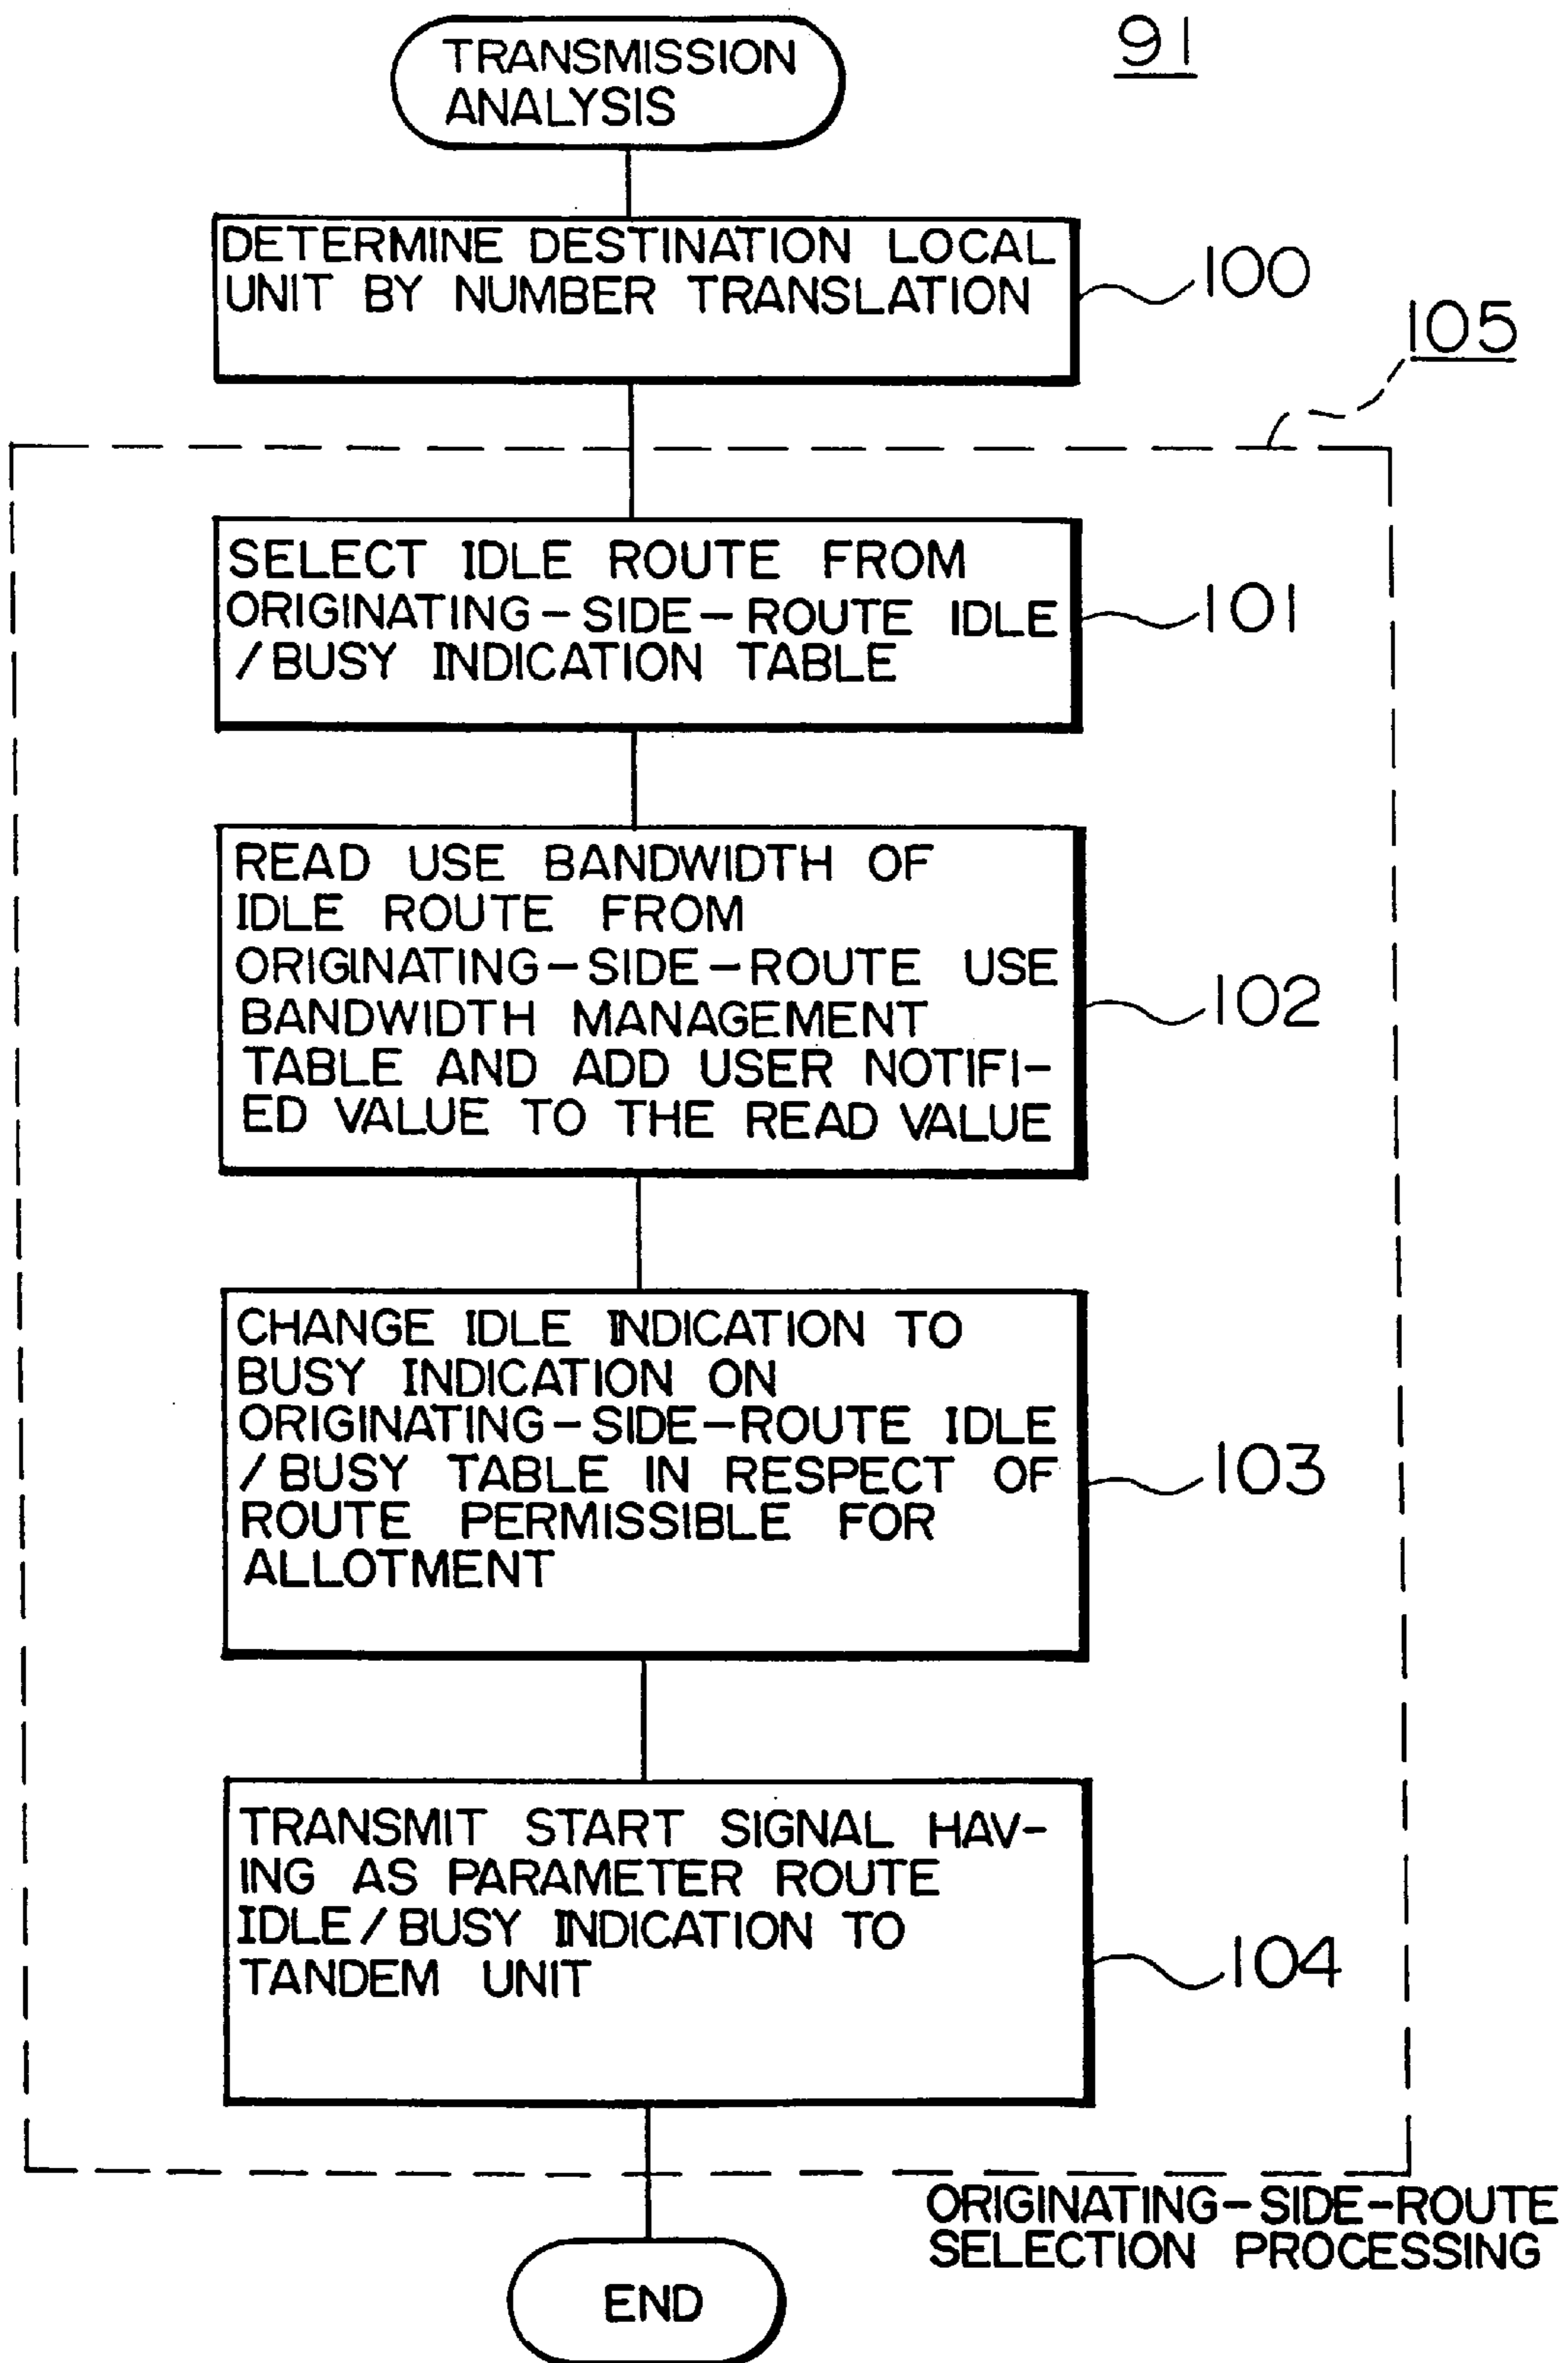 91
TRANSMISSION
ANALYSIS
DETERMINE DESTINATION LOCAL
UNIT BY NUMBER TRANSLATION
100
105
SELECT IDLE ROUTE FROM
ORIGINATING-SIDE-ROUTE IDLE
/BUSY INDICATION TABLE
101
READ USE BANDWIDTH OF
IDLE ROUTE FROM
ORIGINATING-SIDE-ROUTE USE
BANDWIDTH MANAGEMENT
TABLE AND ADD USER NOTIFI-
ED VALUE TO THE READ VALUE
102
CHANGE IDLE INDICATION TO
BUSY INDICATION ON
ORIGINATING-SIDE-ROUTE IDLE
/BUSY TABLE IN RESPECT OF
ROUTE PERMISSIBLE FOR
ALLOTMENT
103
TRANSMIT START SIGNAL HAV-
ING AS PARAMETER ROUTE
IDLE/BUSY INDICATION TO
TANDEM UNIT
104
ORIGINATING-SIDE-ROUTE
SELECTION PROCESSING
END